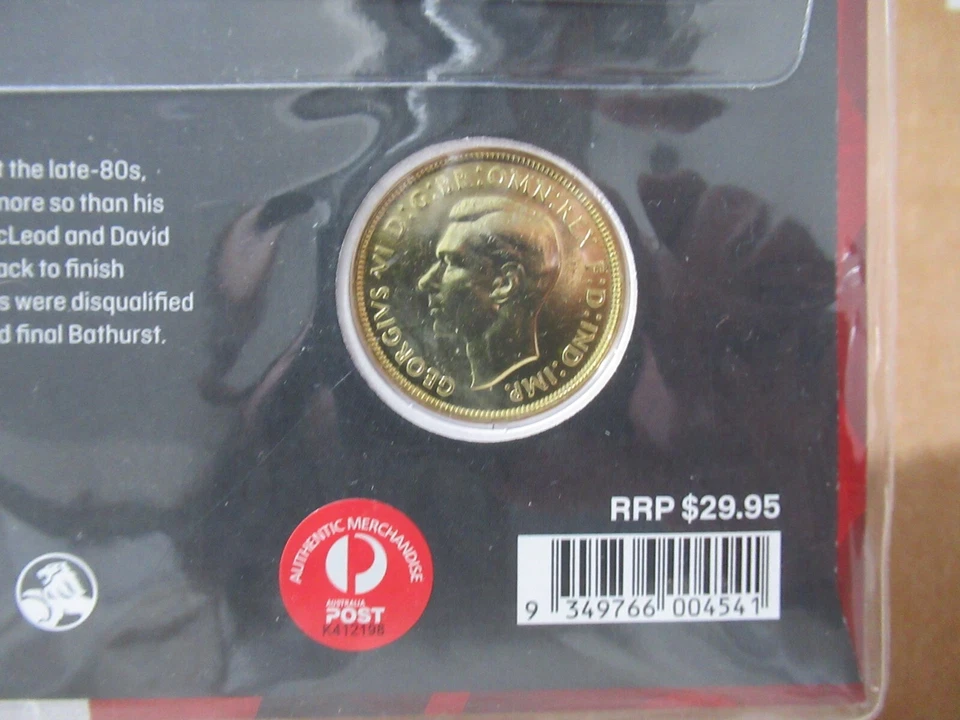 t the late-80s,
more so than his
cLeod and David
ack to finish
s were disqualified
d final Bathurst.
GEORGIVS VI D:G:BR:OMN:REX F:D:IND:IMP.
RRP $29.95
AUTHENTIC MERCHANDISE
AUSTRALIA
POST
K412198
9 349766 004541